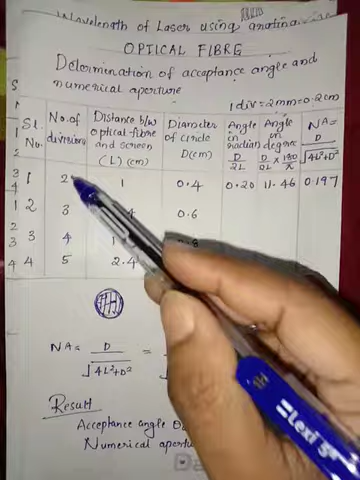 Wavelength of Laser using grating
OPTICAL FIBRE
Determination of acceptance angle and
numerical aperture
1 div = 2mm = 0.2cm
Sl. No. | No. of divisions | Distance b/w optical fibre and screen (L) (cm) | Diameter of circle D(cm) | Angle in radian D/2L | Angle in degree D/2L × 180/π | NA = D/√4L²+D²
1 | 2 | 1 | 0.4 | 0.20 | 11.46 | 0.197
2 | 3 | 4 | 0.6
3 | 4 | 1 | 8
4 | 5 | 2.4
NA = D/√4L²+D² =
Result
Acceptance angle
Numerical apertu
Lexi 5